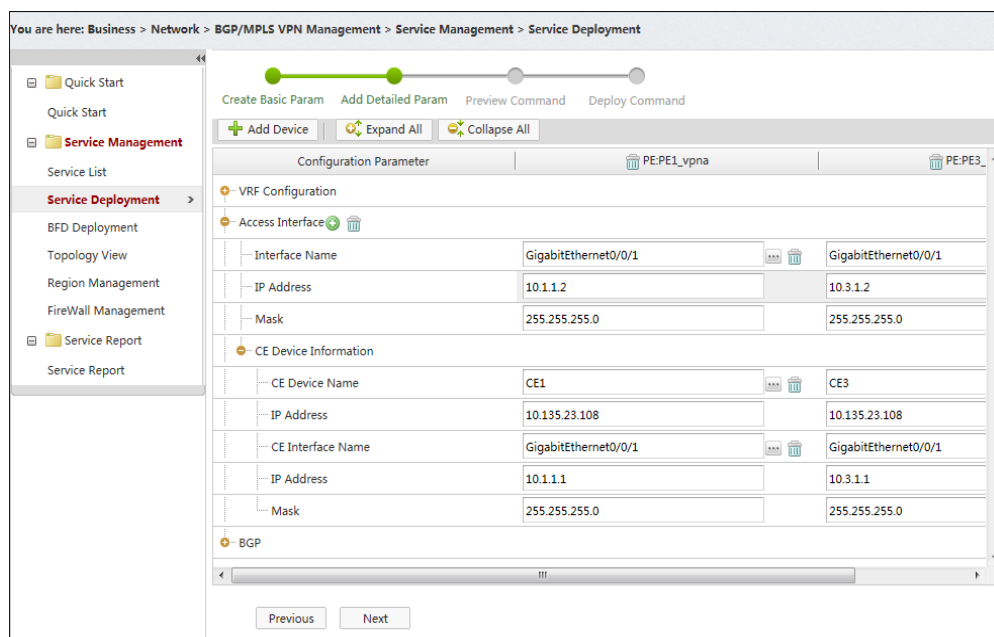 You are here: Business > Network > BGP/MPLS VPN Management > Service Management > Service Deployment
Quick Start
Quick Start
Service Management
Service List
Service Deployment >
BFD Deployment
Topology View
Region Management
FireWall Management
Service Report
Service Report
Create Basic Param Add Detailed Param Preview Command Deploy Command
Add Device Expand All Collapse All
Configuration Parameter PE:PE1_vpna PE:PE3_
VRF Configuration
Access Interface
Interface Name GigabitEthernet0/0/1 ... GigabitEthernet0/0/1
IP Address 10.1.1.2 10.3.1.2
Mask 255.255.255.0 255.255.255.0
CE Device Information
CE Device Name CE1 ... CE3
IP Address 10.135.23.108 10.135.23.108
CE Interface Name GigabitEthernet0/0/1 ... GigabitEthernet0/0/1
IP Address 10.1.1.1 10.3.1.1
Mask 255.255.255.0 255.255.255.0
BGP
Previous Next